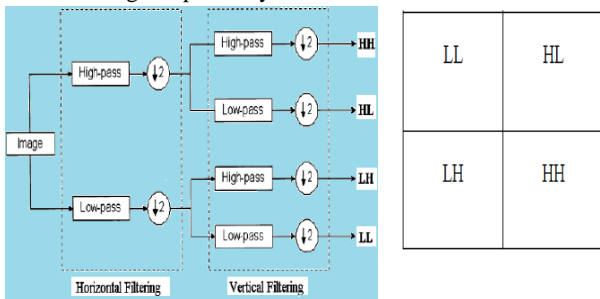 High-pass
↓2
HH
High-pass
↓2
Low-pass
↓2
HL
Image
High-pass
↓2
LH
Low-pass
↓2
Low-pass
↓2
LL
Horizontal Filtering
Vertical Filtering
LL HL
LH HH